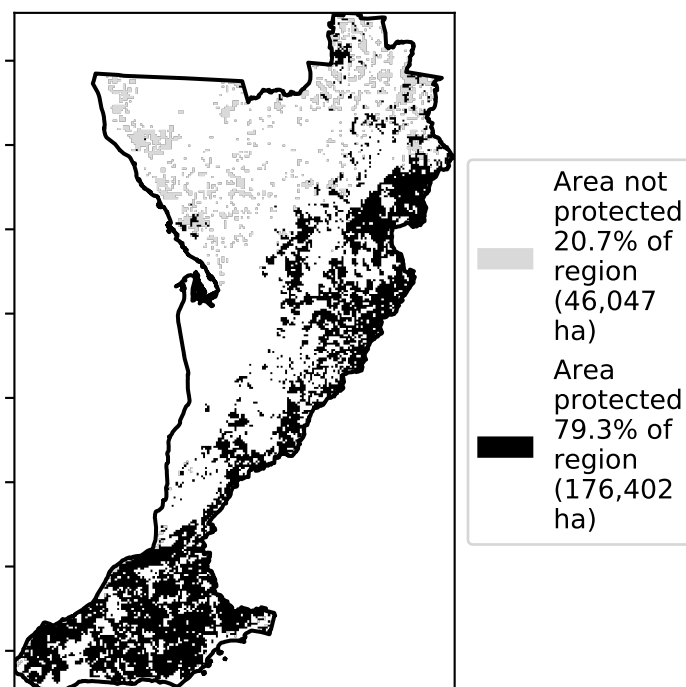 Area not
protected
20.7% of
region
(46,047
ha)
Area
protected
79.3% of
region
(176,402
ha)